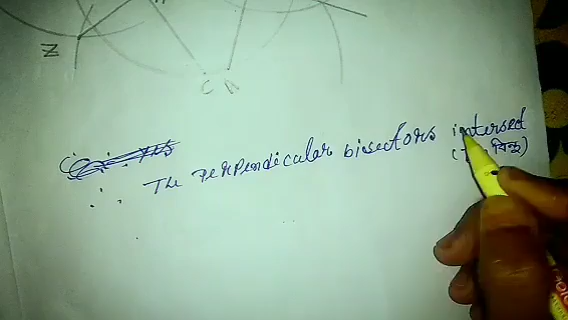 N
C
∴ The perpendicular bisectors intersed
বিন্দু)